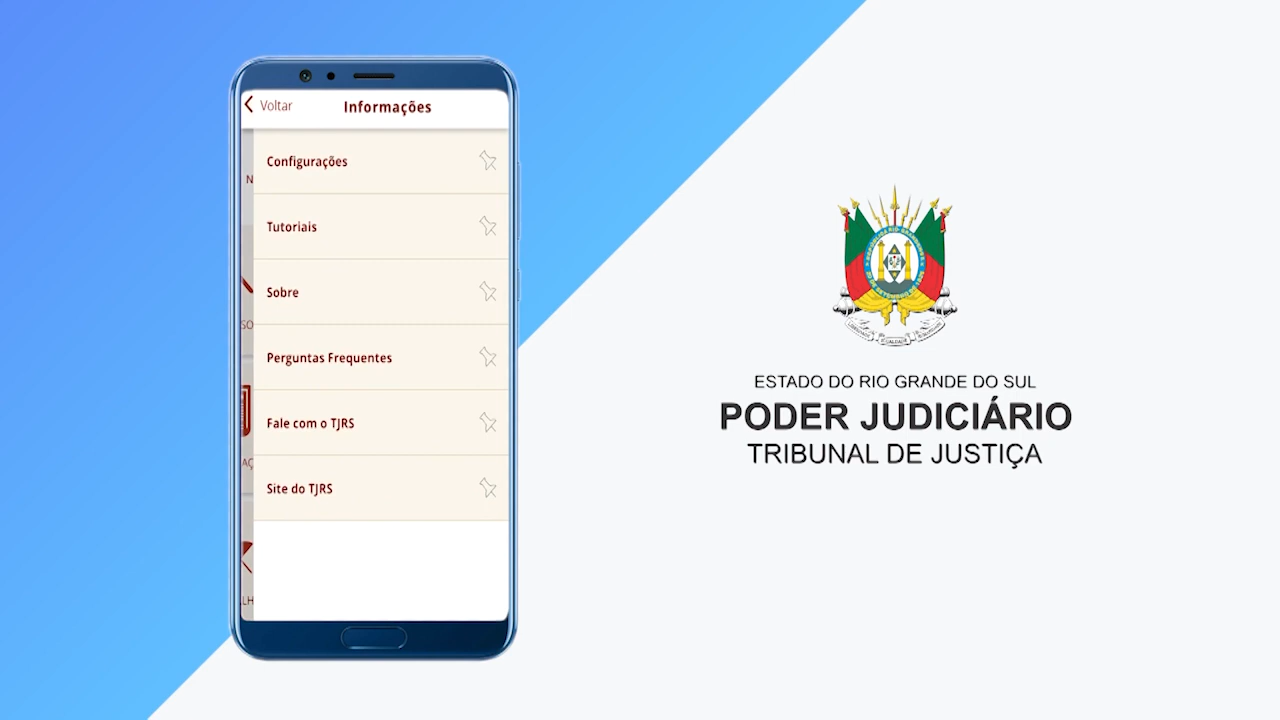 Voltar
Informações
Configurações
Tutoriais
Sobre
Perguntas Frequentes
Fale com o TJRS
Site do TJRS
ESTADO DO RIO GRANDE DO SUL
PODER JUDICIÁRIO
TRIBUNAL DE JUSTIÇA